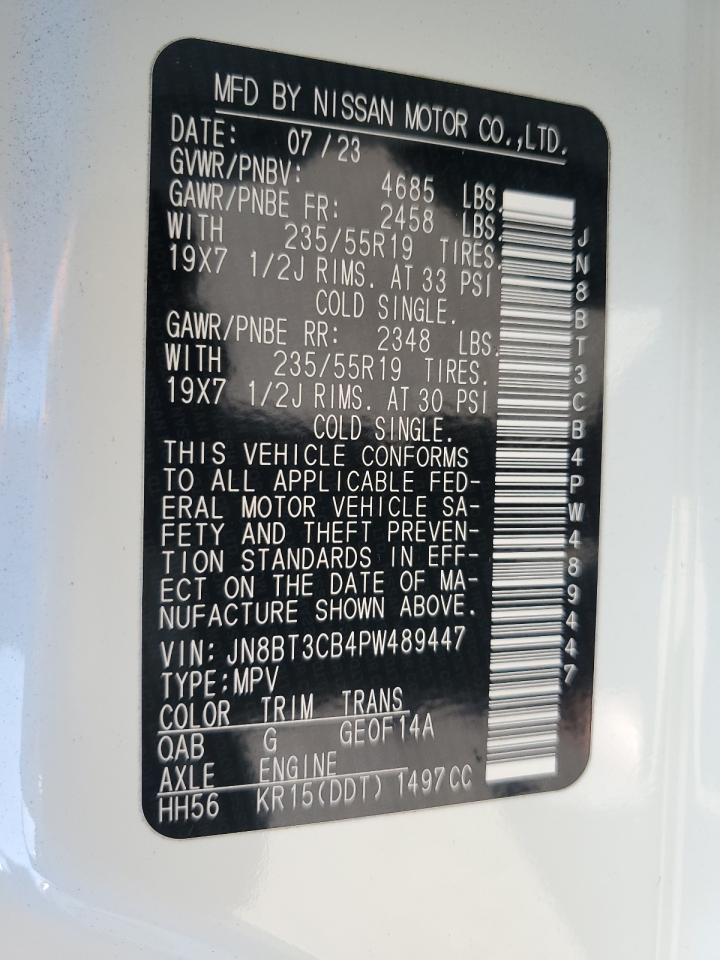 MFD BY NISSAN MOTOR CO.,LTD.
DATE: 07/23
GVWR/PNBV: 4685 LBS.
GAWR/PNBE FR: 2458 LBS.
WITH 235/55R19 TIRES.
19X7 1/2J RIMS. AT 33 PSI
COLD SINGLE.
GAWR/PNBE RR: 2348 LBS.
WITH 235/55R19 TIRES.
19X7 1/2J RIMS. AT 30 PSI
COLD SINGLE.
THIS VEHICLE CONFORMS
TO ALL APPLICABLE FED-
ERAL MOTOR VEHICLE SA-
FETY AND THEFT PREVEN-
TION STANDARDS IN EFF-
ECT ON THE DATE OF MA-
NUFACTURE SHOWN ABOVE.
VIN: JN8BT3CB4PW489447
TYPE:MPV
COLOR TRIM TRANS
QAB G GE0F14A
AXLE ENGINE
HH56 KR15(DDT) 1497CC
JN8BT3CB4PW489447